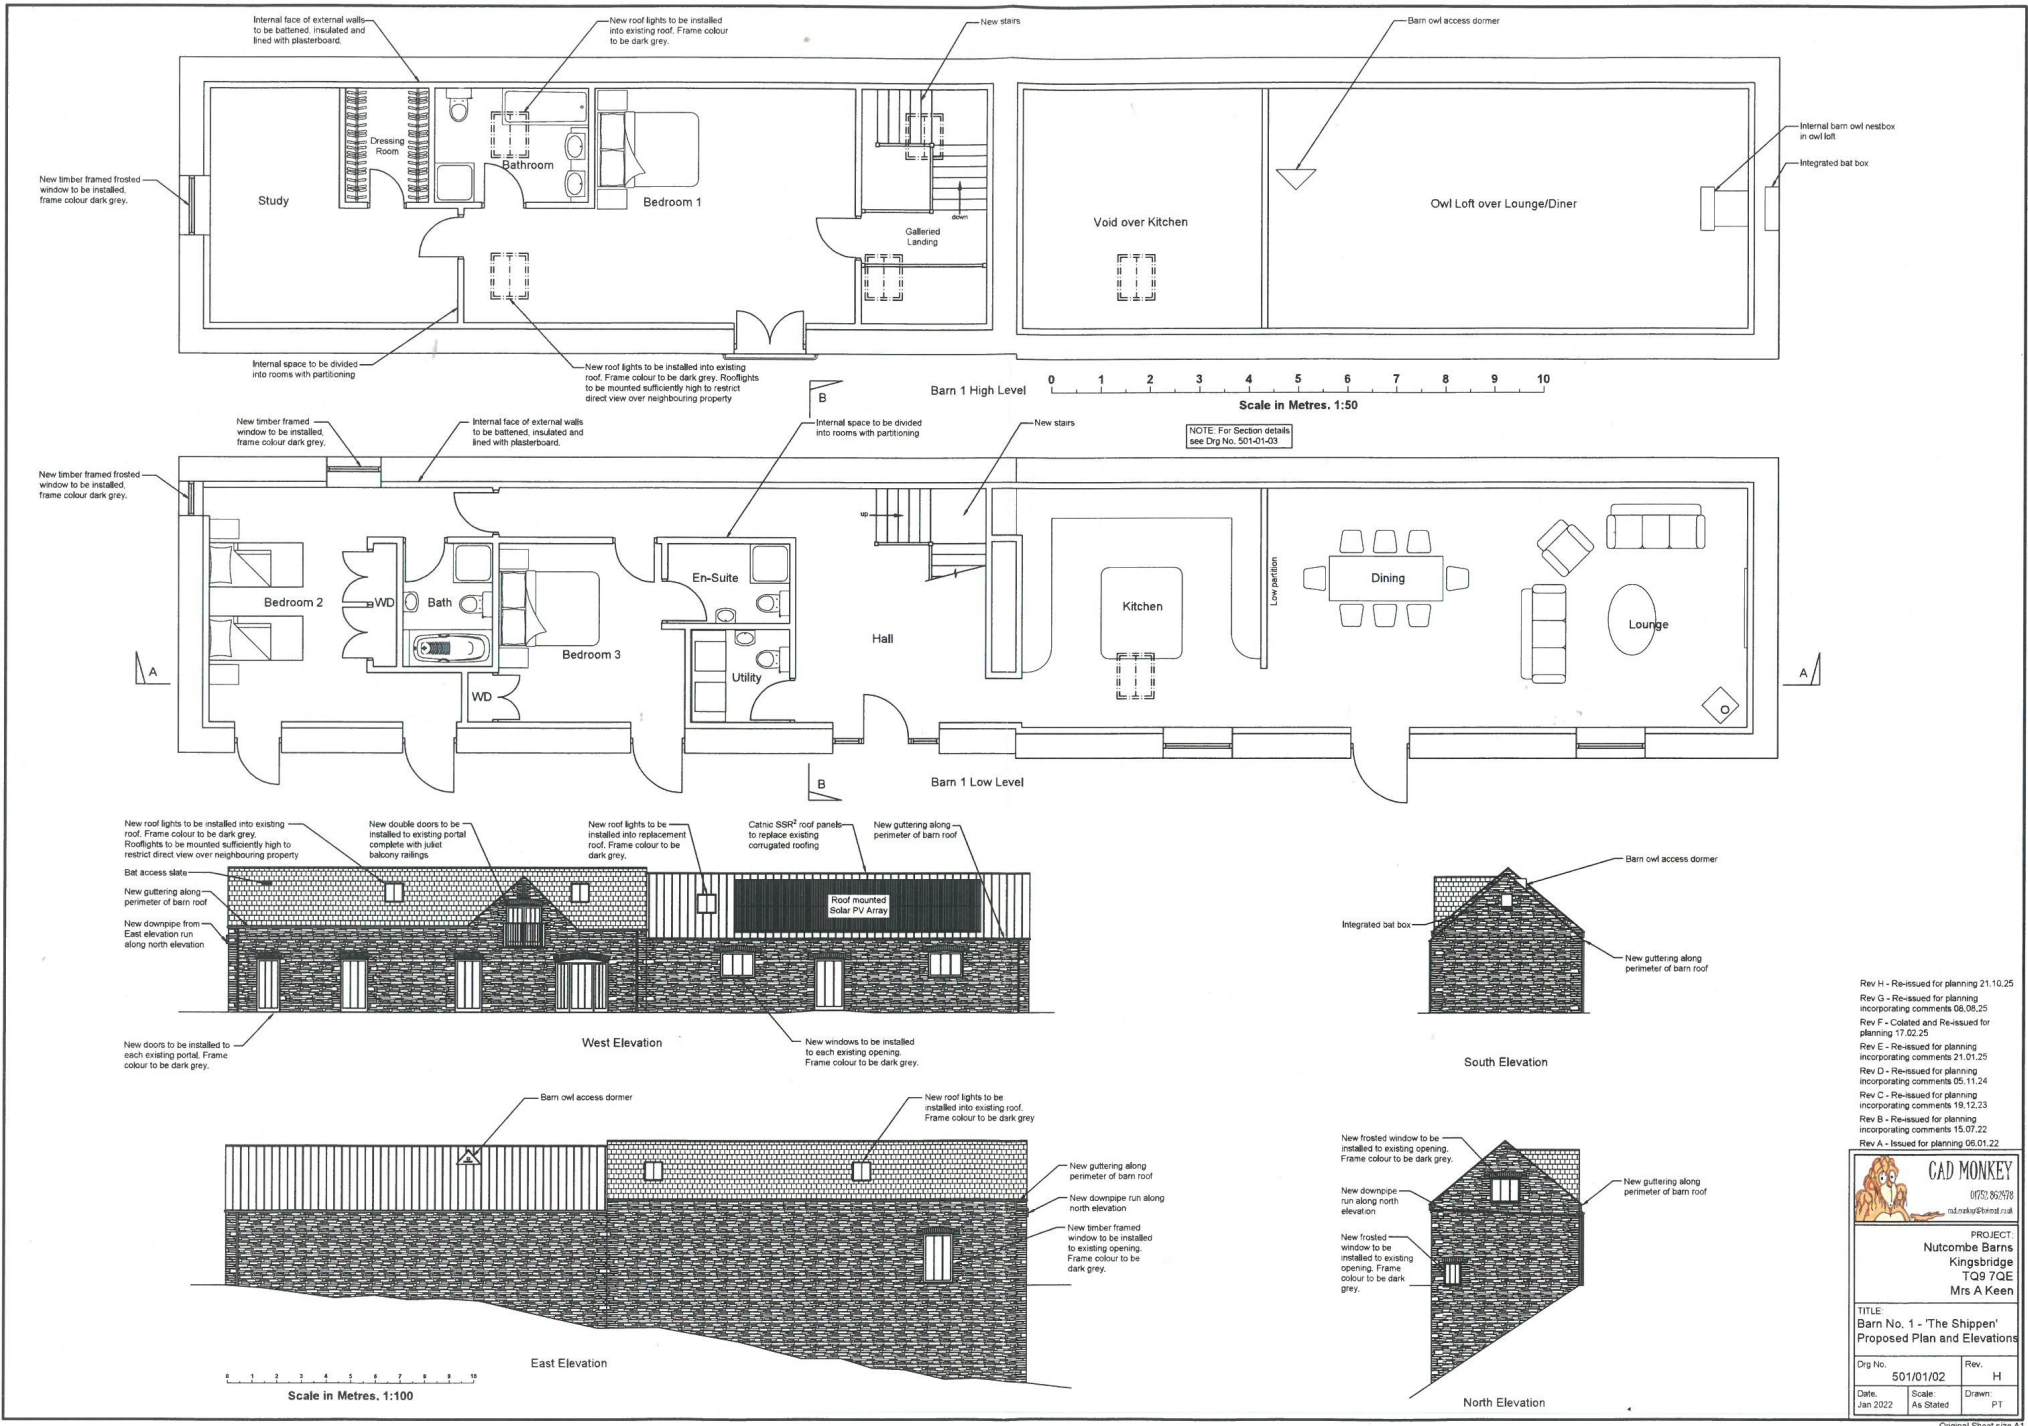 Internal face of external walls
to be battened, insulated and
lined with plasterboard.
New roof lights to be installed
into existing roof. Frame colour
to be dark grey.
New stairs
Barn owl access dormer
Internal barn owl nestbox
in owl loft
Integrated bat box
New timber framed frosted
window to be installed,
frame colour dark grey.
Study
Dressing
Room
Bathroom
Bedroom 1
down
Galleried
Landing
Void over Kitchen
Owl Loft over Lounge/Diner
Internal space to be divided
into rooms with partitioning
New roof lights to be installed into existing
roof. Frame colour to be dark grey. Rooflights
to be mounted sufficiently high to restrict
direct view over neighbouring property
B
Barn 1 High Level
0 1 2 3 4 5 6 7 8 9 10
Scale in Metres, 1:50
New timber framed
window to be installed,
frame colour dark grey.
Internal face of external walls
to be battened, insulated and
lined with plasterboard.
Internal space to be divided
into rooms with partitioning
New stairs
NOTE: For Section details
see Drg No. 501-01-03
New timber framed frosted
window to be installed,
frame colour dark grey.
up
Bedroom 2
WD
Bath
WD
Bedroom 3
En-Suite
Utility
Hall
Kitchen
Low partition
Dining
Lounge
A
A
B
Barn 1 Low Level
New roof lights to be installed into existing
roof. Frame colour to be dark grey.
Rooflights to be mounted sufficiently high to
restrict direct view over neighbouring property
New double doors to be
installed to existing portal
complete with juliet
balcony railings
New roof lights to be
installed into replacement
roof. Frame colour to be
dark grey.
Catnic SSR² roof panels
to replace existing
corrugated roofing
New guttering along
perimeter of barn roof
Bat access slate
New guttering along
perimeter of barn roof
New downpipe from
East elevation run
along north elevation
Roof mounted
Solar PV Array
New doors to be installed to
each existing portal. Frame
colour to be dark grey.
West Elevation
New windows to be installed
to each existing opening.
Frame colour to be dark grey.
Barn owl access dormer
Integrated bat box
New guttering along
perimeter of barn roof
South Elevation
Barn owl access dormer
New roof lights to be
installed into existing roof.
Frame colour to be dark grey
New guttering along
perimeter of barn roof
New downpipe run along
north elevation
New timber framed
window to be installed
to existing opening.
Frame colour to be
dark grey.
East Elevation
0 1 2 3 4 5 6 7 8 9 10
Scale in Metres, 1:100
New frosted window to be
installed to existing opening.
Frame colour to be dark grey.
New downpipe
run along north
elevation
New frosted
window to be
installed to existing
opening. Frame
colour to be dark
grey.
New guttering along
perimeter of barn roof
North Elevation
Rev H - Re-issued for planning 21.10.25
Rev G - Re-issued for planning
incorporating comments 08.08.25
Rev F - Colated and Re-issued for
planning 17.02.25
Rev E - Re-issued for planning
incorporating comments 21.01.25
Rev D - Re-issued for planning
incorporating comments 05.11.24
Rev C - Re-issued for planning
incorporating comments 19.12.23
Rev B - Re-issued for planning
incorporating comments 15.07.22
Rev A - Issued for planning 06.01.22
CAD MONKEY
01752 862978
PROJECT:
Nutcombe Barns
Kingsbridge
TQ9 7QE
Mrs A Keen
TITLE:
Barn No. 1 - 'The Shippen'
Proposed Plan and Elevations
Drg No.
501/01/02
Rev.
H
Date.
Jan 2022
Scale:
As Stated
Drawn:
PT
Original Sheet size A1